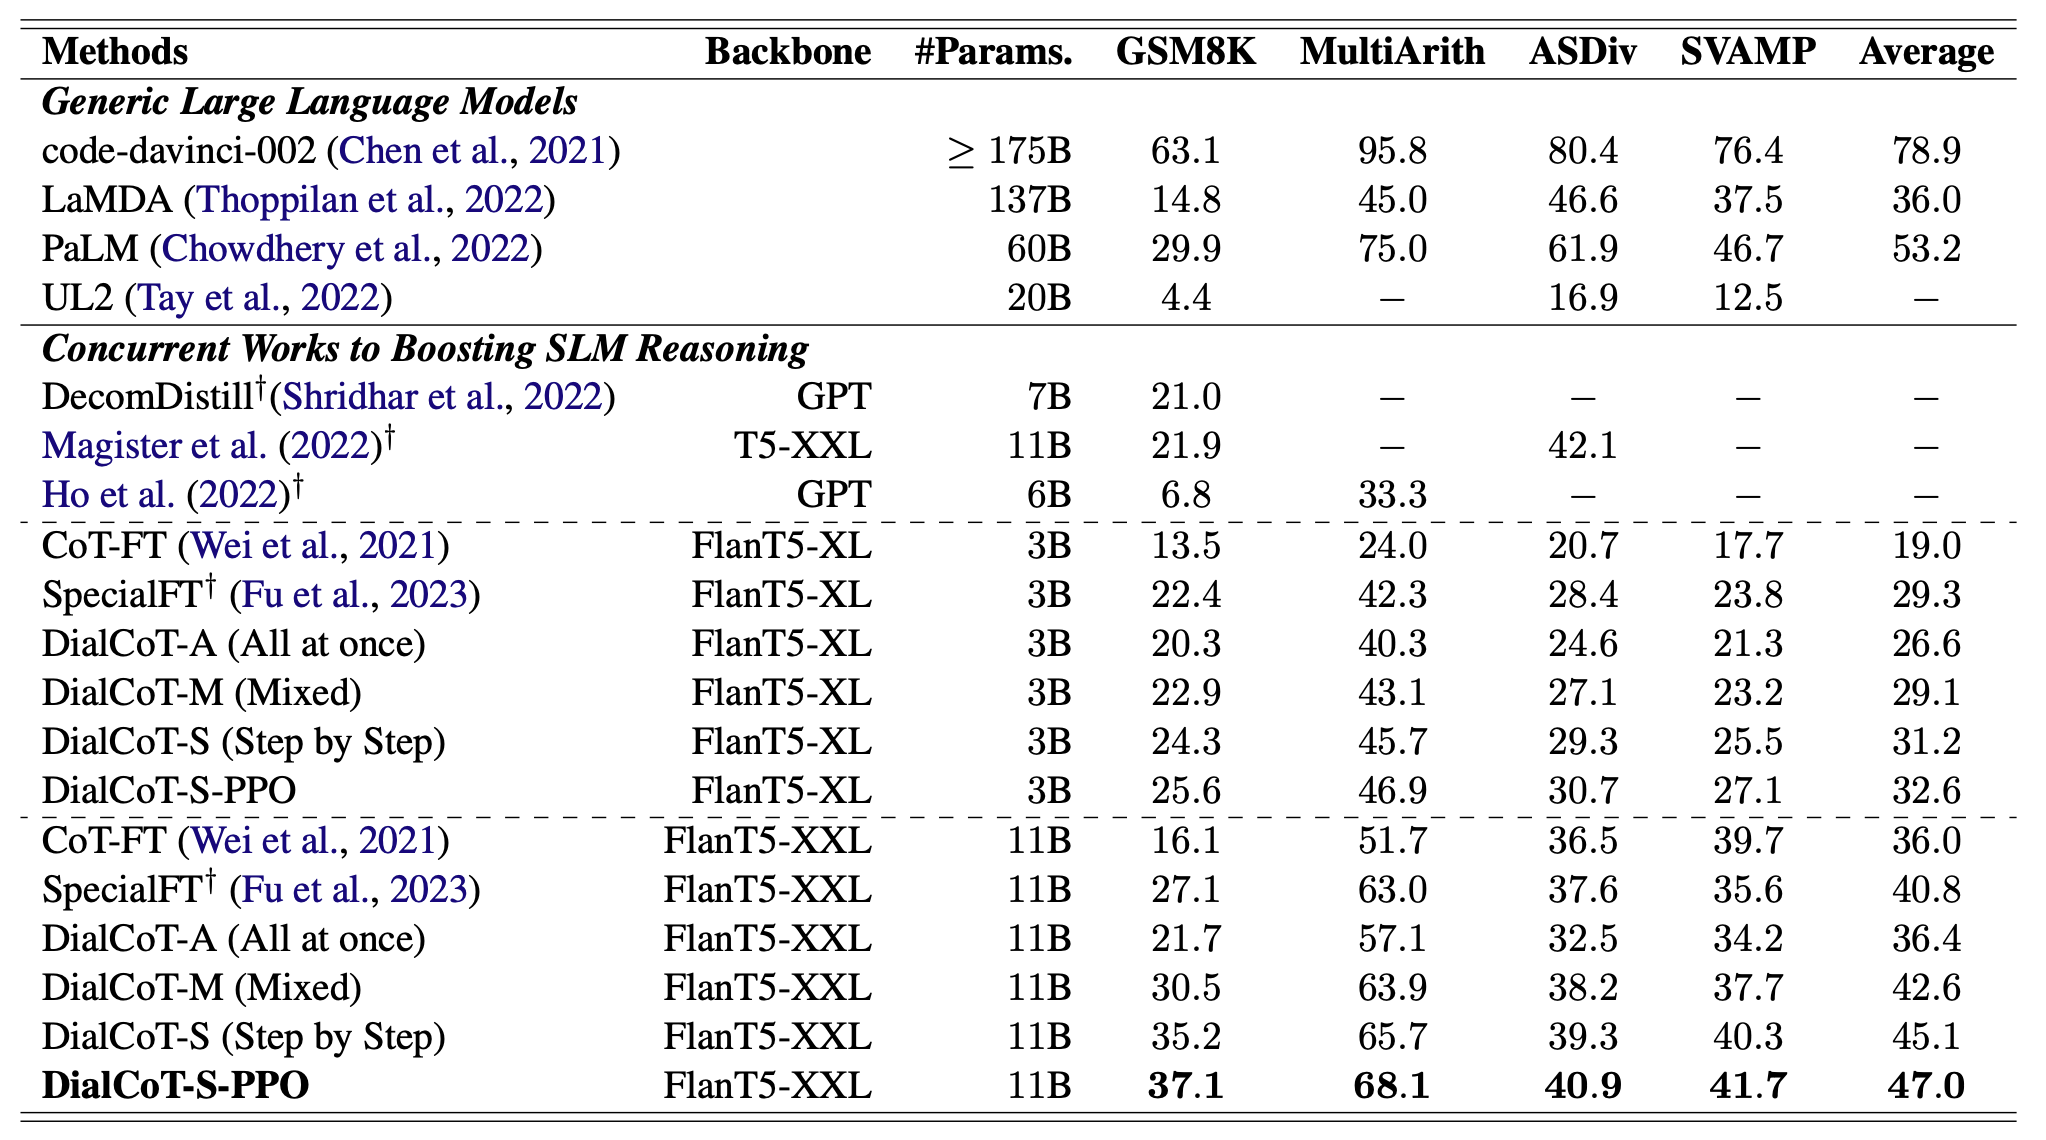 Methods Backbone #Params. GSM8K MultiArith ASDiv SVAMP Average
Generic Large Language Models
code-davinci-002 (Chen et al., 2021) ≥ 175B 63.1 95.8 80.4 76.4 78.9
LaMDA (Thoppilan et al., 2022) 137B 14.8 45.0 46.6 37.5 36.0
PaLM (Chowdhery et al., 2022) 60B 29.9 75.0 61.9 46.7 53.2
UL2 (Tay et al., 2022) 20B 4.4 − 16.9 12.5 −
Concurrent Works to Boosting SLM Reasoning
DecomDistill†(Shridhar et al., 2022) GPT 7B 21.0 − − − −
Magister et al. (2022)† T5-XXL 11B 21.9 − 42.1 − −
Ho et al. (2022)† GPT 6B 6.8 33.3 − − −
CoT-FT (Wei et al., 2021) FlanT5-XL 3B 13.5 24.0 20.7 17.7 19.0
SpecialFT† (Fu et al., 2023) FlanT5-XL 3B 22.4 42.3 28.4 23.8 29.3
DialCoT-A (All at once) FlanT5-XL 3B 20.3 40.3 24.6 21.3 26.6
DialCoT-M (Mixed) FlanT5-XL 3B 22.9 43.1 27.1 23.2 29.1
DialCoT-S (Step by Step) FlanT5-XL 3B 24.3 45.7 29.3 25.5 31.2
DialCoT-S-PPO FlanT5-XL 3B 25.6 46.9 30.7 27.1 32.6
CoT-FT (Wei et al., 2021) FlanT5-XXL 11B 16.1 51.7 36.5 39.7 36.0
SpecialFT† (Fu et al., 2023) FlanT5-XXL 11B 27.1 63.0 37.6 35.6 40.8
DialCoT-A (All at once) FlanT5-XXL 11B 21.7 57.1 32.5 34.2 36.4
DialCoT-M (Mixed) FlanT5-XXL 11B 30.5 63.9 38.2 37.7 42.6
DialCoT-S (Step by Step) FlanT5-XXL 11B 35.2 65.7 39.3 40.3 45.1
DialCoT-S-PPO FlanT5-XXL 11B 37.1 68.1 40.9 41.7 47.0